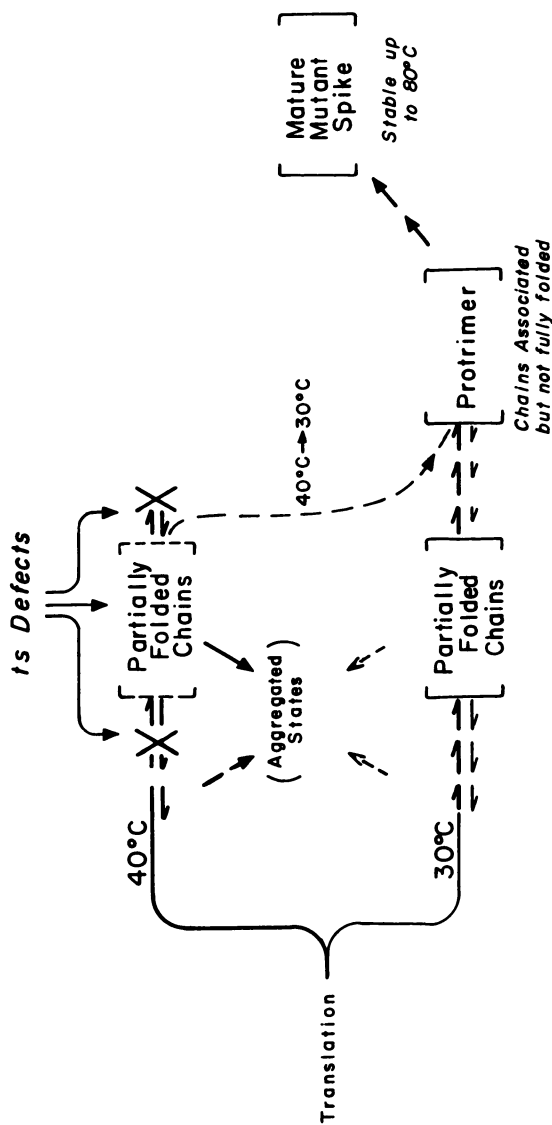 ts Defects
40°C
Partially
Folded
Chains
40°C→30°C
(Aggregated
States)
Translation
30°C
Partially
Folded
Chains
Protrimer
Chains Associated
but not fully folded
Mature
Mutant
Spike
Stable up
to 80°C